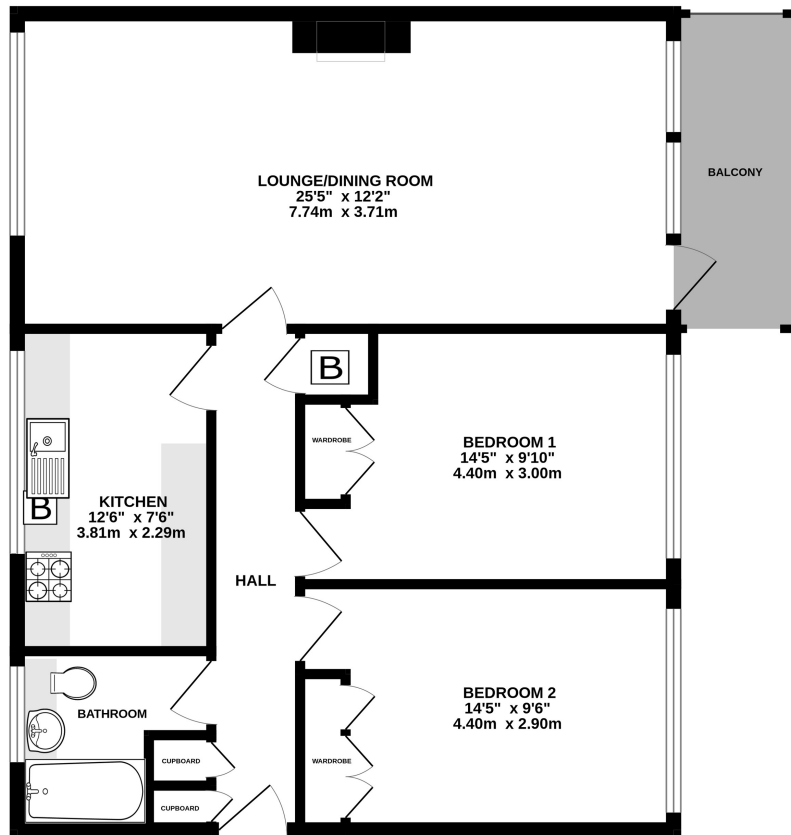 LOUNGE/DINING ROOM
25'5" x 12'2"
7.74m x 3.71m
BALCONY
B
WARDROBE
BEDROOM 1
14'5" x 9'10"
4.40m x 3.00m
KITCHEN
12'6" x 7'6"
3.81m x 2.29m
B
HALL
BEDROOM 2
14'5" x 9'6"
4.40m x 2.90m
BATHROOM
WARDROBE
CUPBOARD
CUPBOARD